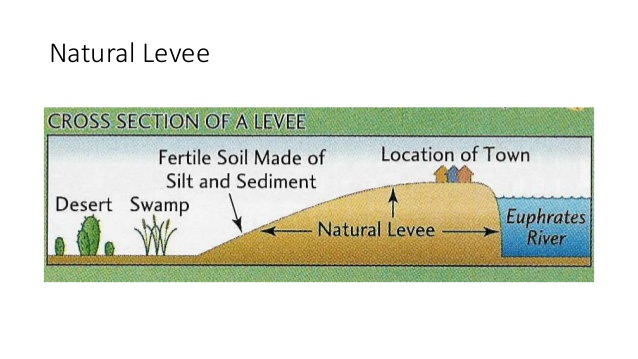 Natural Levee
CROSS SECTION OF A LEVEE
Fertile Soil Made of
Silt and Sediment
Location of Town
Desert
Swamp
Natural Levee
Euphrates
River